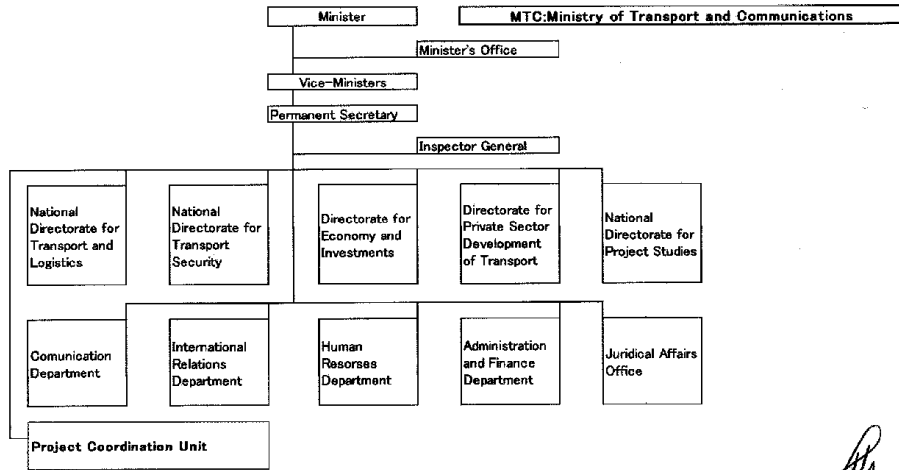 Minister
MTC:Ministry of Transport and Communications
Minister's Office
Vice-Ministers
Permanent Secretary
Inspector General
National
Directorate for
Transport and
Logistics
National
Directorate for
Transport
Security
Directorate for
Economy and
Investments
Directorate for
Private Sector
Development
of Transport
National
Directorate for
Project Studies
Comunication
Department
International
Relations
Department
Human
Resorses
Department
Administration
and Finance
Department
Juridical Affairs
Office
Project Coordination Unit